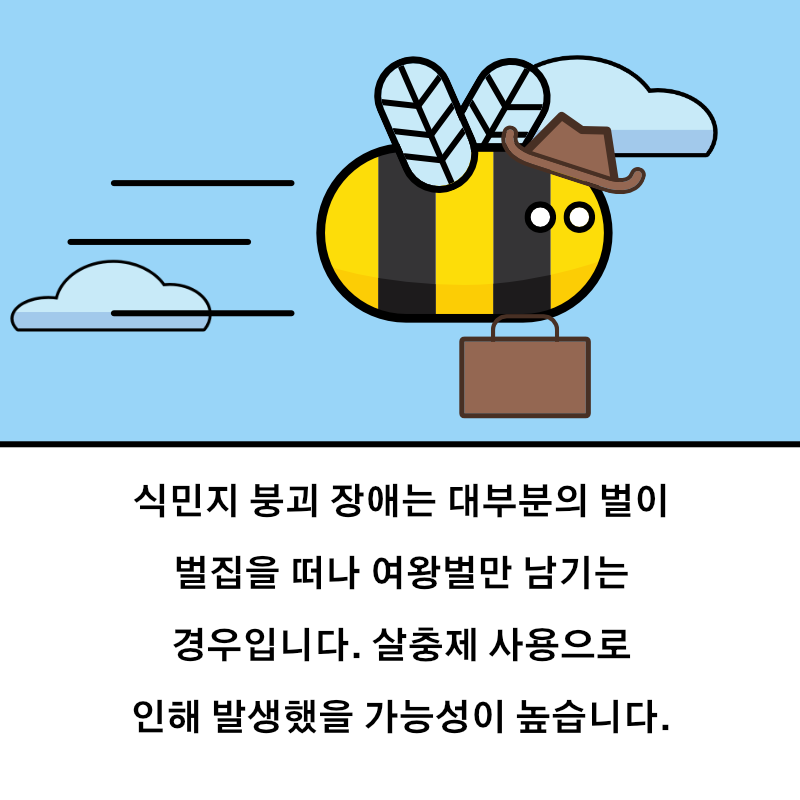 식민지 붕괴 장애는 대부분의 벌이
벌집을 떠나 여왕벌만 남기는
경우입니다. 살충제 사용으로
인해 발생했을 가능성이 높습니다.